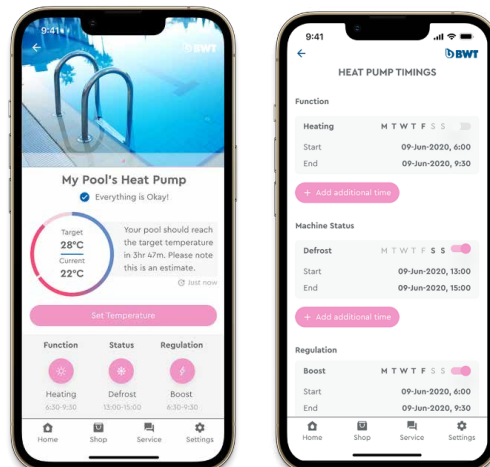 9:41
BWT
My Pool's Heat Pump
Everything is Okay!
Target
28°C
Current
22°C
Your pool should reach
the target temperature
in 3hr 47m. Please note
this is an estimate.
Just now
Set Temperature
Function Status Regulation
Heating Defrost Boost
6:30-9:30 13:00-15:00 6:30-9:30
Home Shop Service Settings
9:41
BWT
HEAT PUMP TIMINGS
Function
Heating M T W T F S S
Start 09-Jun-2020, 6:00
End 09-Jun-2020, 9:30
+ Add additional time
Machine Status
Defrost M T W T F S S
Start 09-Jun-2020, 13:00
End 09-Jun-2020, 15:00
+ Add additional time
Regulation
Boost M T W T F S S
Start 09-Jun-2020, 6:00
End 09-Jun-2020, 9:30
Home Shop Service Settings